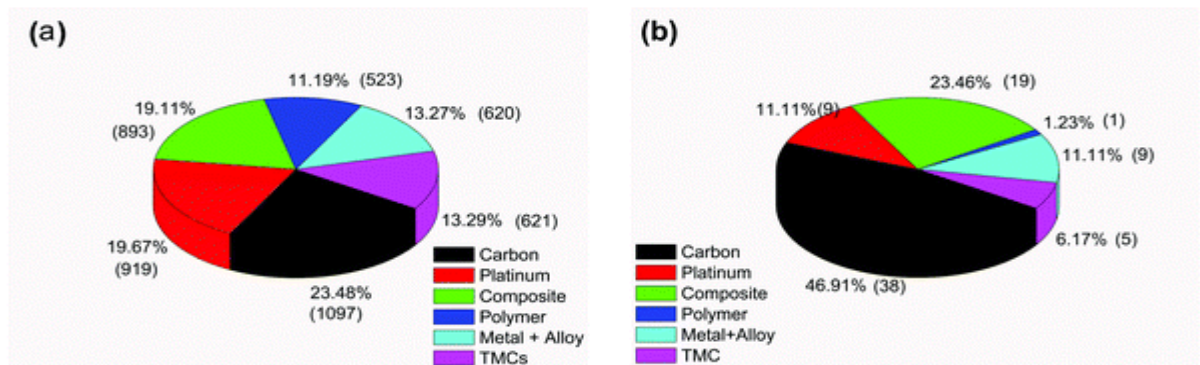 (a)
11.19% (523)
19.11%
(893)
13.27% (620)
13.29% (621)
19.67%
(919)
23.48%
(1097)
Carbon
Platinum
Composite
Polymer
Metal + Alloy
TMCs
(b)
23.46% (19)
11.11%(9)
1.23% (1)
11.11% (9)
6.17% (5)
46.91% (38)
Carbon
Platinum
Composite
Polymer
Metal+Alloy
TMC